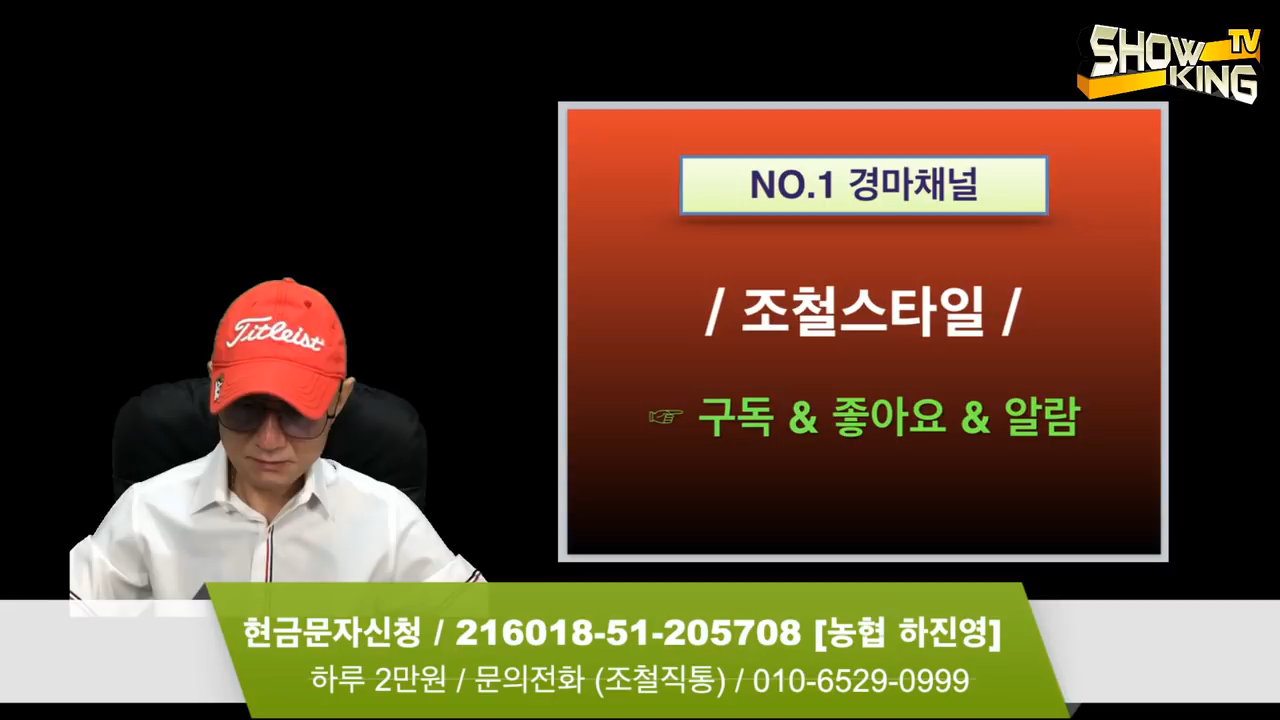 SHOW TV
KING
NO.1 경마채널
/ 조철스타일 /
☞ 구독 & 좋아요 & 알람
Titleist
현금문자신청 / 216018-51-205708 [농협 하진영]
하루 2만원 / 문의전화 (조철직통) / 010-6529-0999